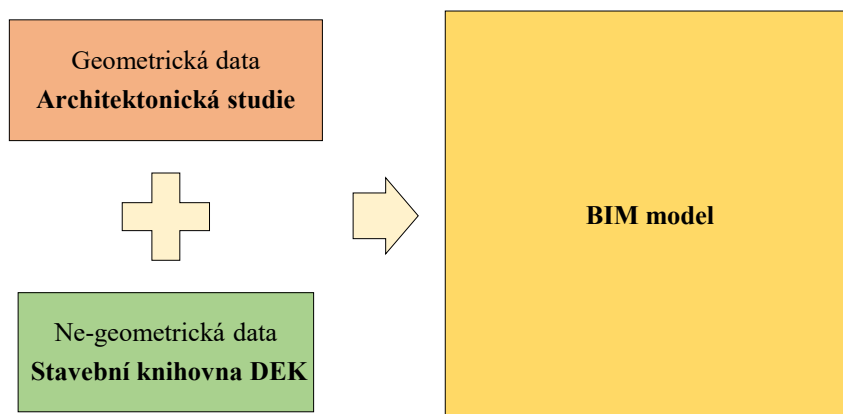 Geometrická data
Architektonická studie
Ne-geometrická data
Stavební knihovna DEK
BIM model